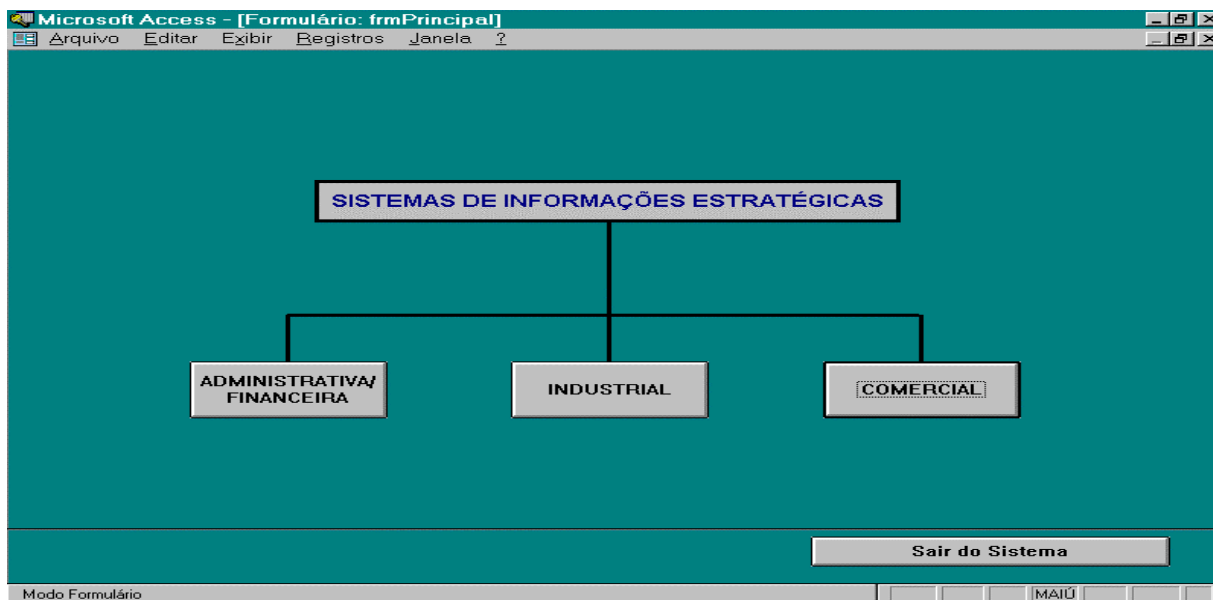 Microsoft Access - [Formulário: frmPrincipal]
Arquivo Editar Exibir Registros Janela ?
SISTEMAS DE INFORMAÇÕES ESTRATÉGICAS
ADMINISTRATIVA/
FINANCEIRA
INDUSTRIAL
COMERCIAL
Sair do Sistema
Modo Formulário
MAIÚ